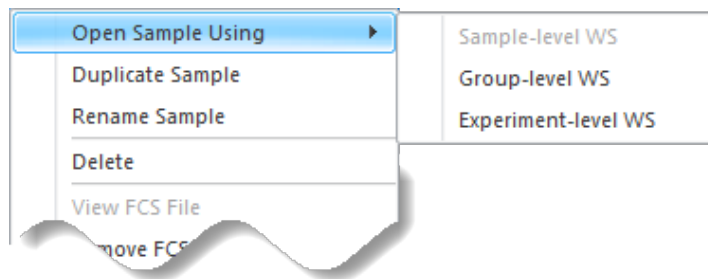 Open Sample Using
Duplicate Sample
Rename Sample
Delete
View FCS File
FCS
Sample-level WS
Group-level WS
Experiment-level WS